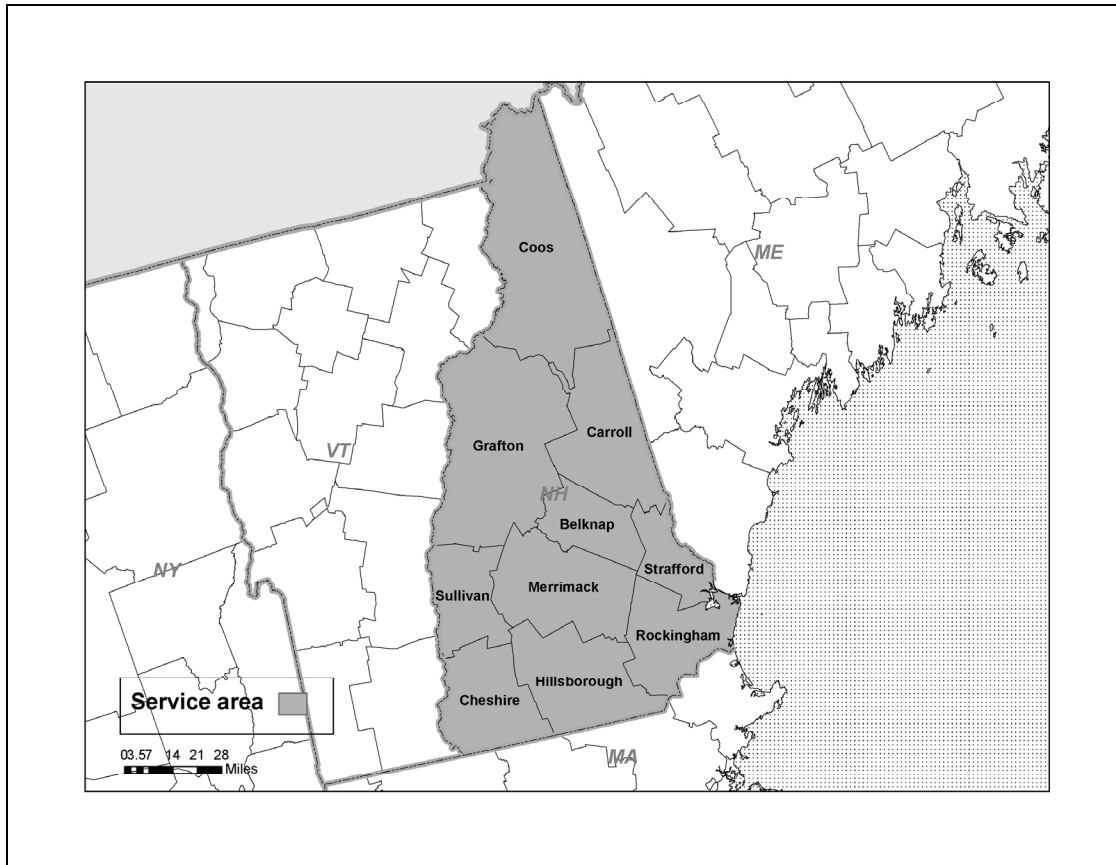 Coos
ME
Carroll
Grafton
VT
NH
Belknap
NY
Strafford
Merrimack
Sullivan
Rockingham
Hillsborough
Cheshire
Service area
03.57 14 21 28
Miles
MA